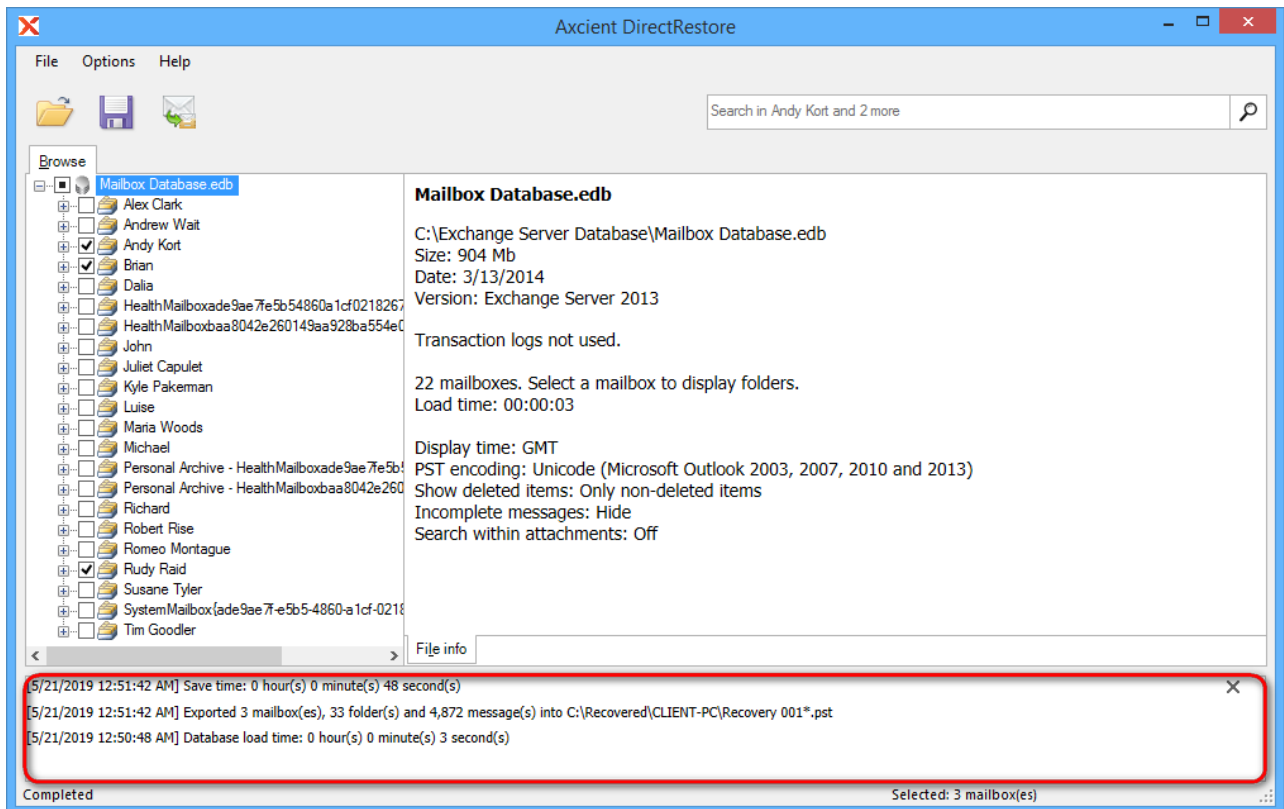 Axcient DirectRestore
File Options Help
Search in Andy Kort and 2 more
Browse
Mailbox Database.edb
Alex Clark
Andrew Wait
Andy Kort
Brian
Dalia
HealthMailboxade9ae7fe5b54860a1cf0218267
HealthMailboxbaa8042e260149aa928ba554e0
John
Juliet Capulet
Kyle Pakerman
Luise
Maria Woods
Michael
Personal Archive - HealthMailboxade9ae7fe5b5
Personal Archive - HealthMailboxbaa8042e260
Richard
Robert Rise
Romeo Montague
Rudy Raid
Susane Tyler
SystemMailbox{ade9ae7f-e5b5-4860-a1cf-0218
Tim Goodler
Mailbox Database.edb
C:\Exchange Server Database\Mailbox Database.edb
Size: 904 Mb
Date: 3/13/2014
Version: Exchange Server 2013
Transaction logs not used.
22 mailboxes. Select a mailbox to display folders.
Load time: 00:00:03
Display time: GMT
PST encoding: Unicode (Microsoft Outlook 2003, 2007, 2010 and 2013)
Show deleted items: Only non-deleted items
Incomplete messages: Hide
Search within attachments: Off
File info
[5/21/2019 12:51:42 AM] Save time: 0 hour(s) 0 minute(s) 48 second(s)
[5/21/2019 12:51:42 AM] Exported 3 mailbox(es), 33 folder(s) and 4,872 message(s) into C:\Recovered\CLIENT-PC\Recovery 001*.pst
[5/21/2019 12:50:48 AM] Database load time: 0 hour(s) 0 minute(s) 3 second(s)
Completed
Selected: 3 mailbox(es)